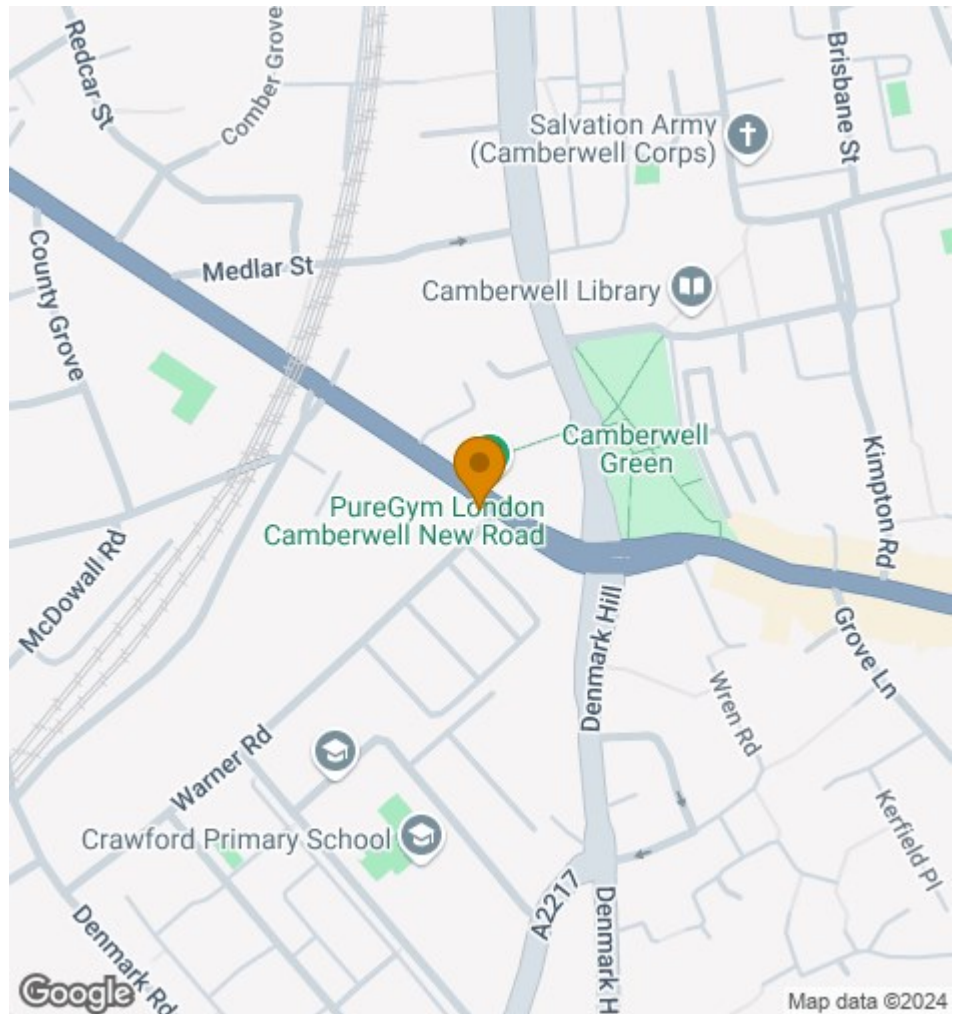 Redcar St
Comber Grove
Brisbane St
Salvation Army
(Camberwell Corps)
County Grove
Medlar St
Camberwell Library
Camberwell
Green
Kimpton Rd
PureGym London
Camberwell New Road
McDowall Rd
Denmark Hill
Grove Ln
Wren Rd
Warner Rd
Kerfield Pl
Crawford Primary School
A2217
Denmark H
Denmark Rd
Google
Map data ©2024